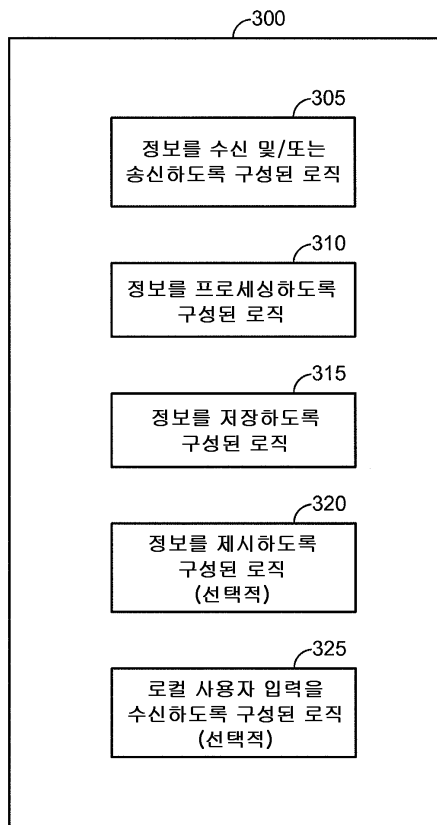 300
305
정보를 수신 및/또는
송신하도록 구성된 로직
310
정보를 프로세싱하도록
구성된 로직
315
정보를 저장하도록
구성된 로직
320
정보를 제시하도록
구성된 로직
(선택적)
325
로컬 사용자 입력을
수신하도록 구성된 로직
(선택적)